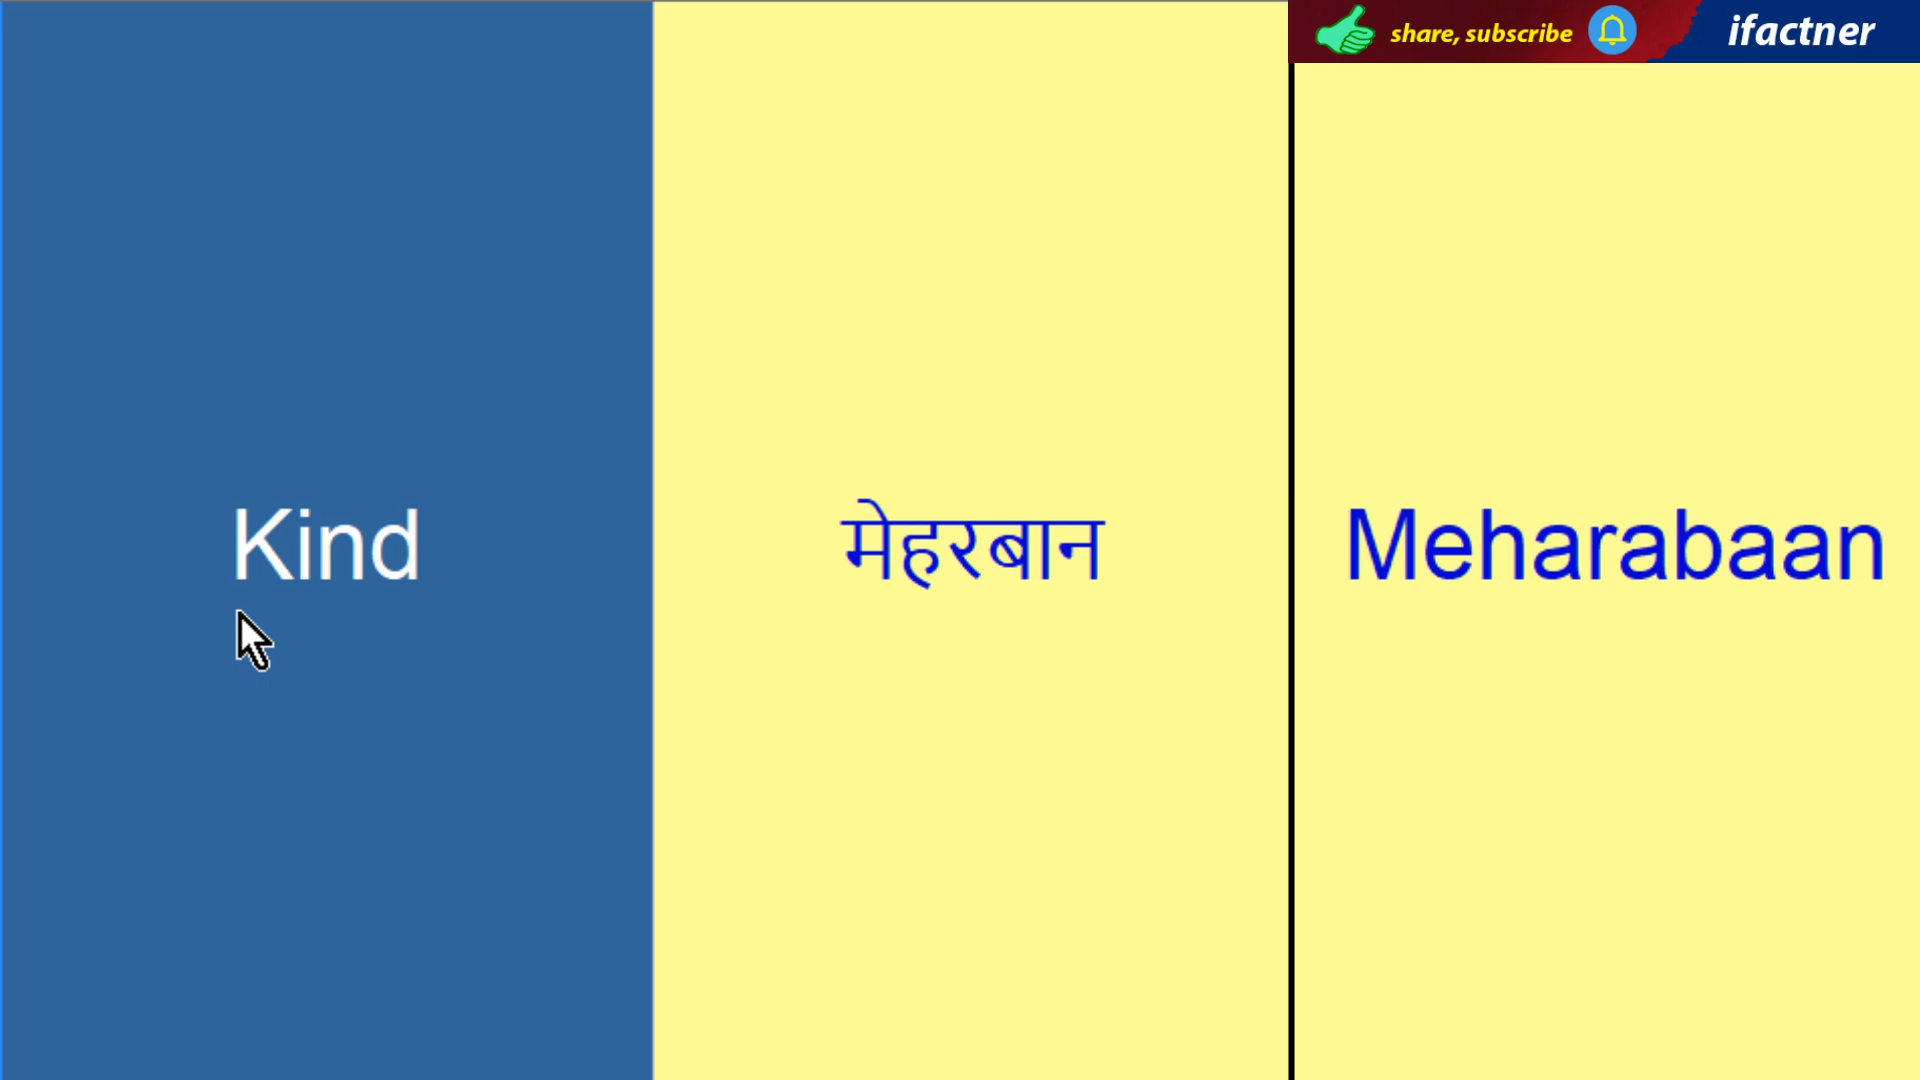 share, subscribe
ifactner
Kind
मेहरबान
Meharabaan